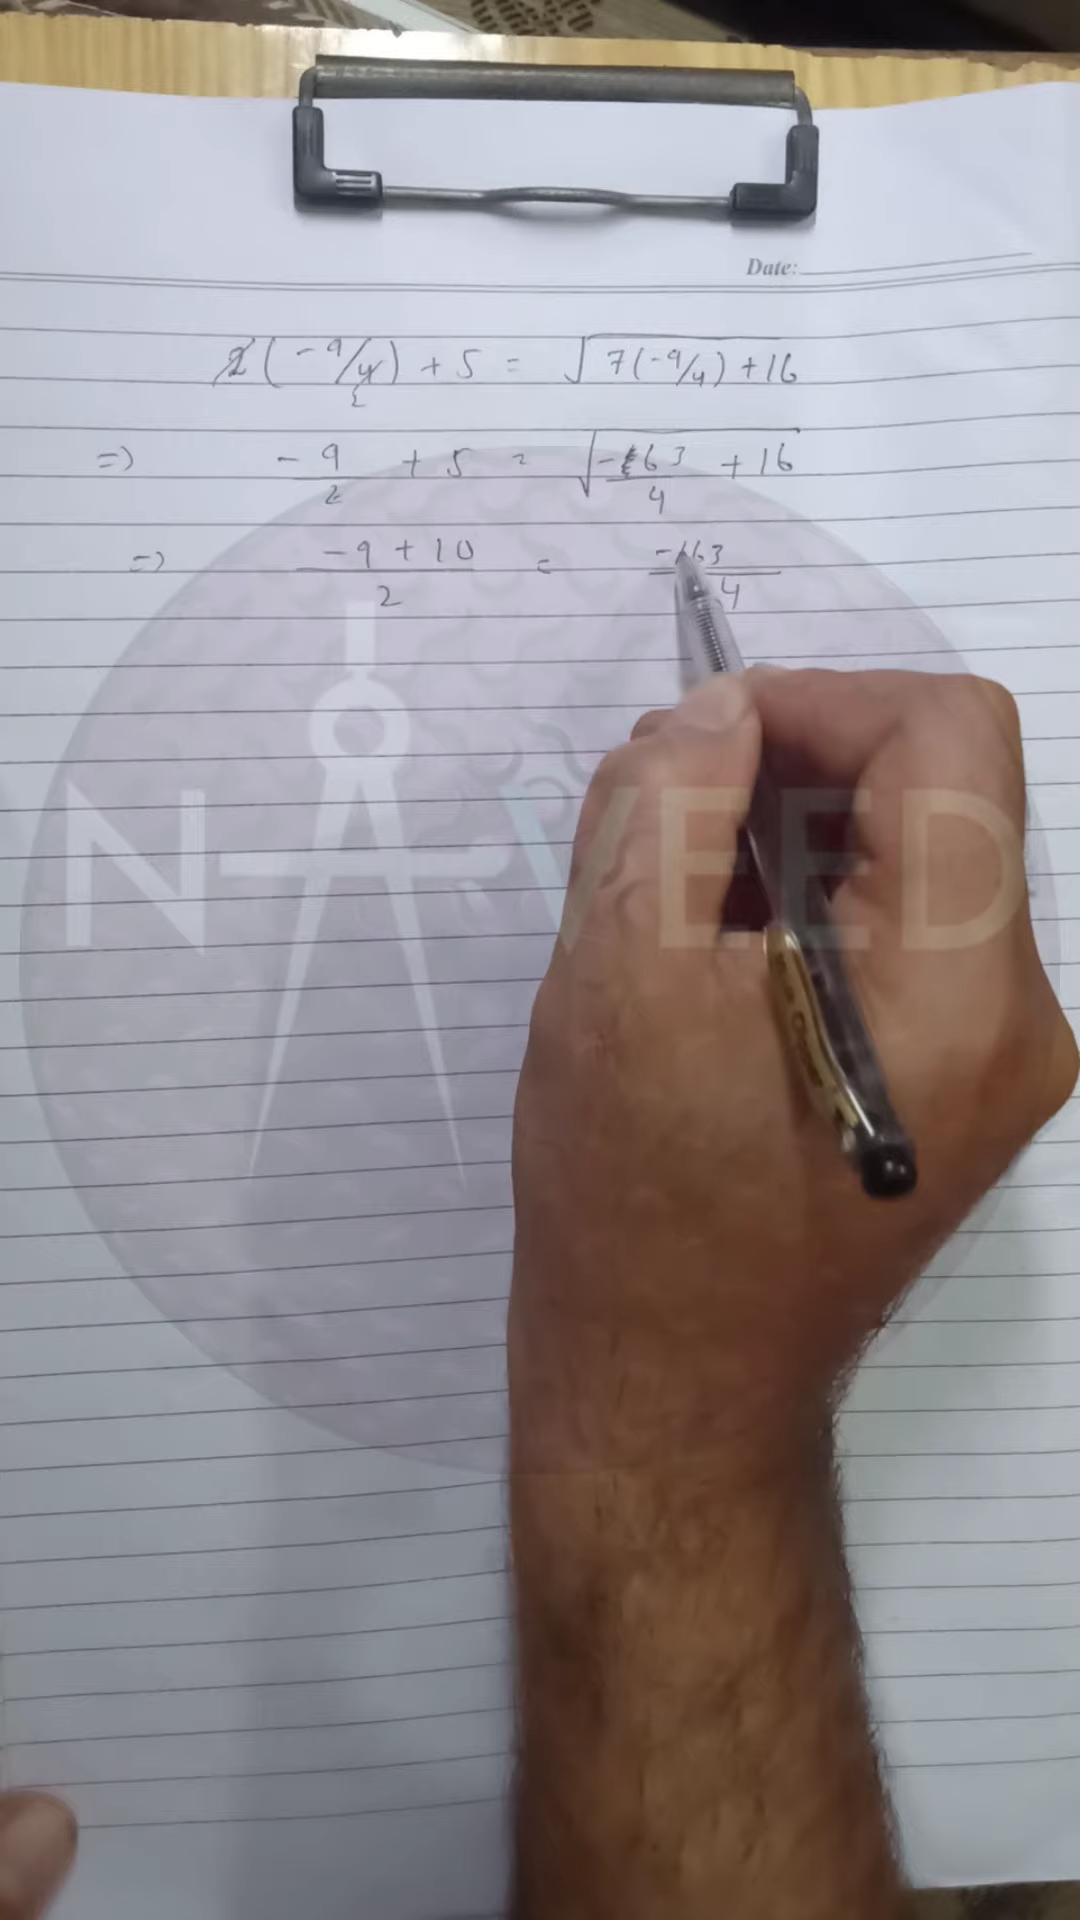 Date:
2(-9/4) + 5 = √7(-9/4) + 16
2
=> -9/2 + 5 = √-63/4 + 16
=> -9 + 10/2 = -63/4
NAVEED